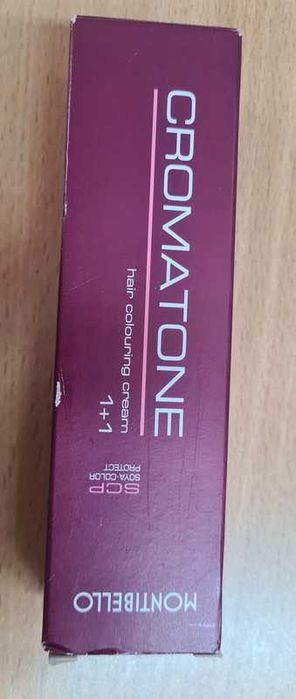 CROMATONE
hair colouring cream
1+1
SCP
SOYA·COLOR
PROTECT
MONTIBELLO